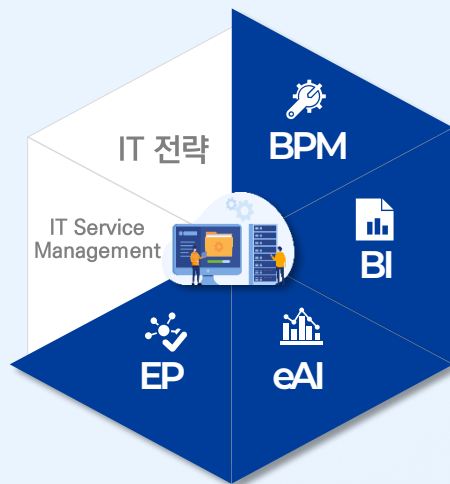 IT 전략
BPM
IT Service
Management
BI
EP
eAI